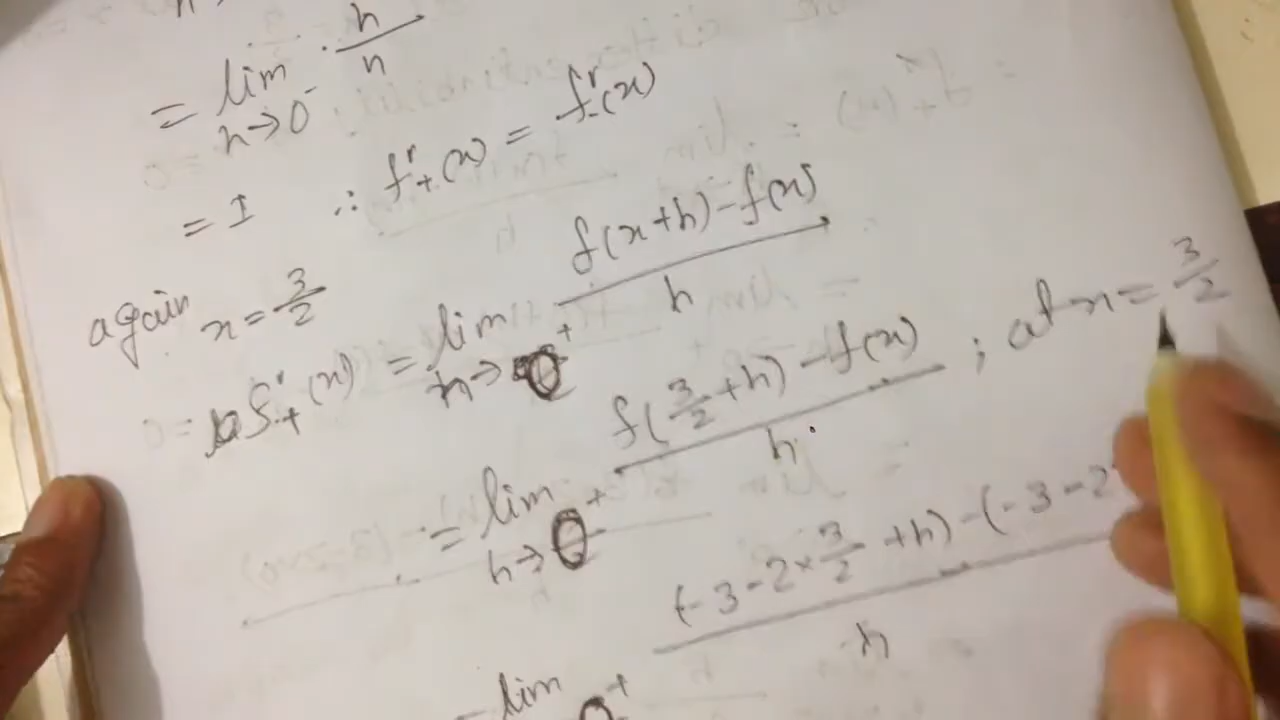 = lim h→0⁻ · h/n
= 1 ∴ f'₊(x) = f'₋(x)
again x = 3/2
f'₊(x) = lim h→0⁺ (f(x+h)-f(x))/h
= lim h→0⁺ (f(3/2+h)-f(x))/h ; at x = 3/2
= lim h→0⁺ ((-3-2×3/2+h)-(-3-2
h
= lim +